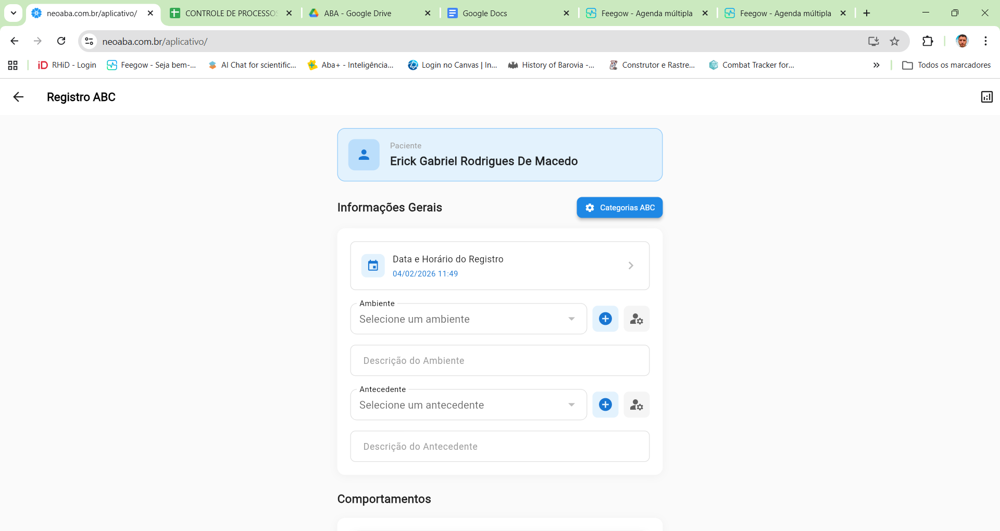 neoaba.com.br/aplicativo/
CONTROLE DE PROCESSOS
ABA - Google Drive
Google Docs
Feegow - Agenda múltipla
Feegow - Agenda múltipla
neoaba.com.br/aplicativo/
RHiD - Login
Feegow - Seja bem-...
AI Chat for scientific...
Aba+ - Inteligência...
Login no Canvas | In...
History of Barovia -...
Construtor e Rastre...
Combat Tracker for...
Todos os marcadores
Registro ABC
Paciente
Erick Gabriel Rodrigues De Macedo
Informações Gerais
Categorias ABC
Data e Horário do Registro
04/02/2026 11:49
Ambiente
Selecione um ambiente
Descrição do Ambiente
Antecedente
Selecione um antecedente
Descrição do Antecedente
Comportamentos